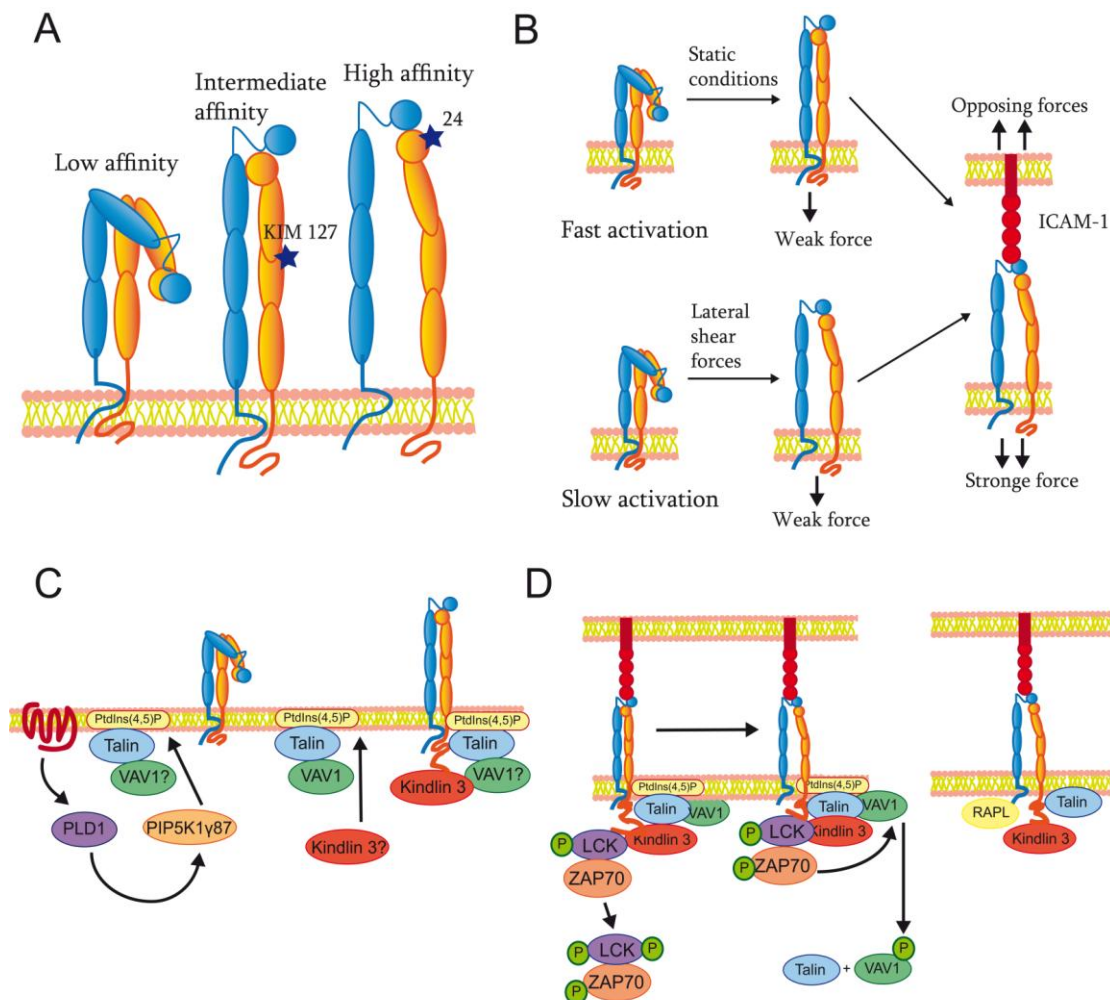 A
Low affinity
Intermediate
affinity
High affinity
24
KIM 127
B
Static
conditions
Fast activation
Weak force
Opposing forces
ICAM-1
Lateral
shear
forces
Slow activation
Weak force
Stronge force
C
PtdIns(4,5)P
Talin
VAV1?
PLD1
PIP5K1γ87
PtdIns(4,5)P
Talin
VAV1
Kindlin 3?
PtdIns(4,5)P
Talin
VAV1?
Kindlin 3
D
PtdIns(4,5)P
Talin
VAV1
Kindlin 3
P
LCK
ZAP70
P
LCK
P
P
ZAP70
PtdIns(4,5)P
Talin
VAV1
P
LCK
Kindlin 3
P
ZAP70
P
Talin
+
VAV1
RAPL
Talin
Kindlin 3